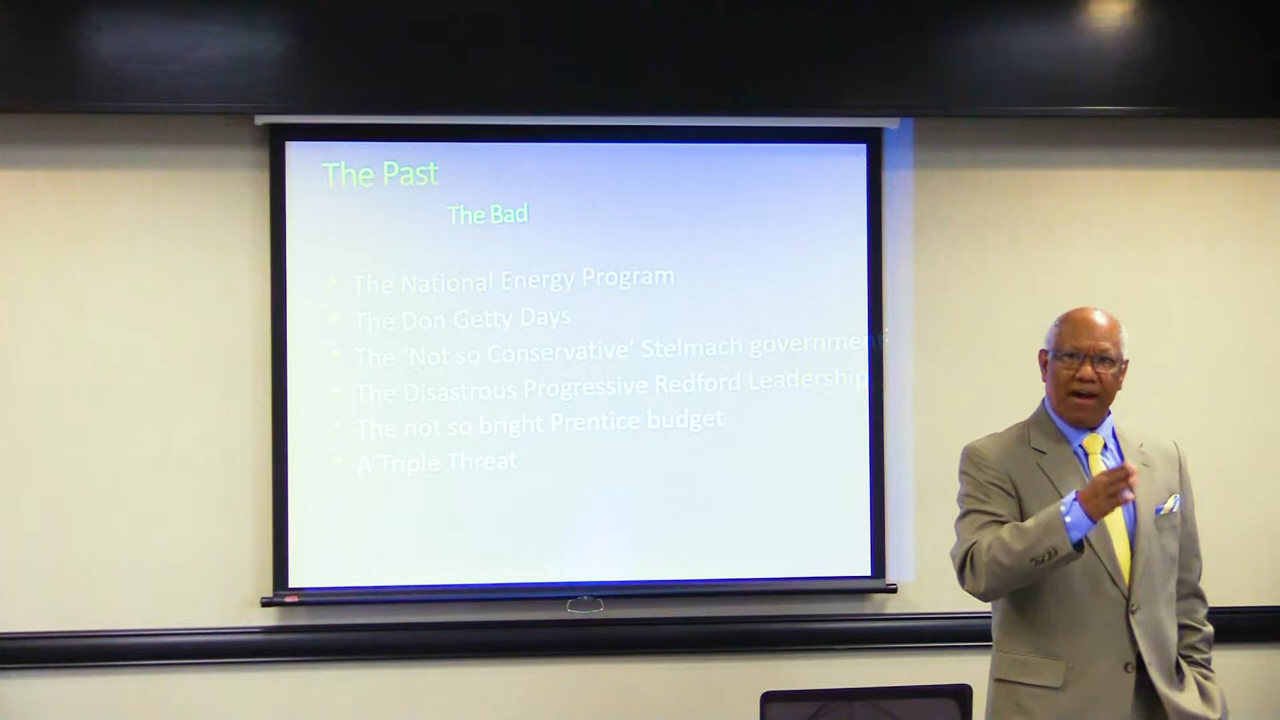 The Past
The Bad
• The National Energy Program
• The Don Getty Days
• The 'Not so Conservative' Stelmach government
• The Disastrous Progressive Redford Leadership
• The not so bright Prentice budget
• A Triple Threat